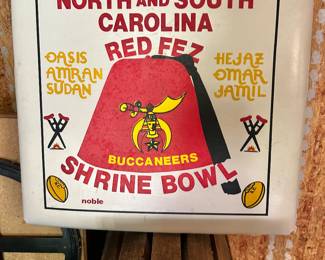 NORTH AND SOUTH
CAROLINA
RED FEZ
OASIS
AMRAN
SUDAN
HEJAZ
OMAR
JAMIL
BUCCANEERS
SHRINE BOWL
noble